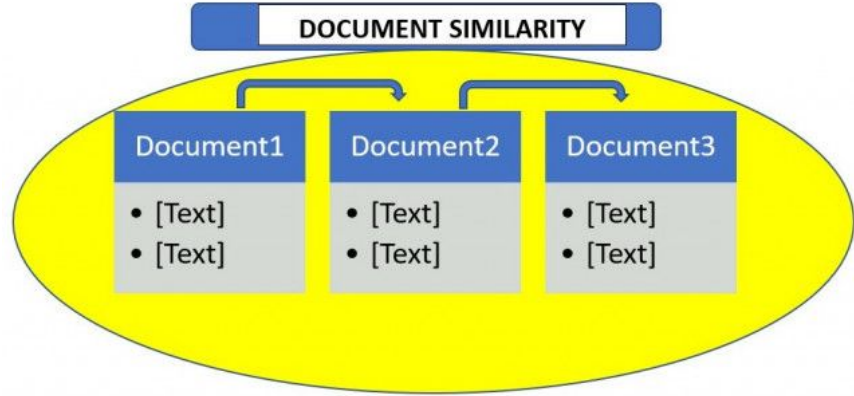 DOCUMENT SIMILARITY
Document1
• [Text]
• [Text]
Document2
• [Text]
• [Text]
Document3
• [Text]
• [Text]